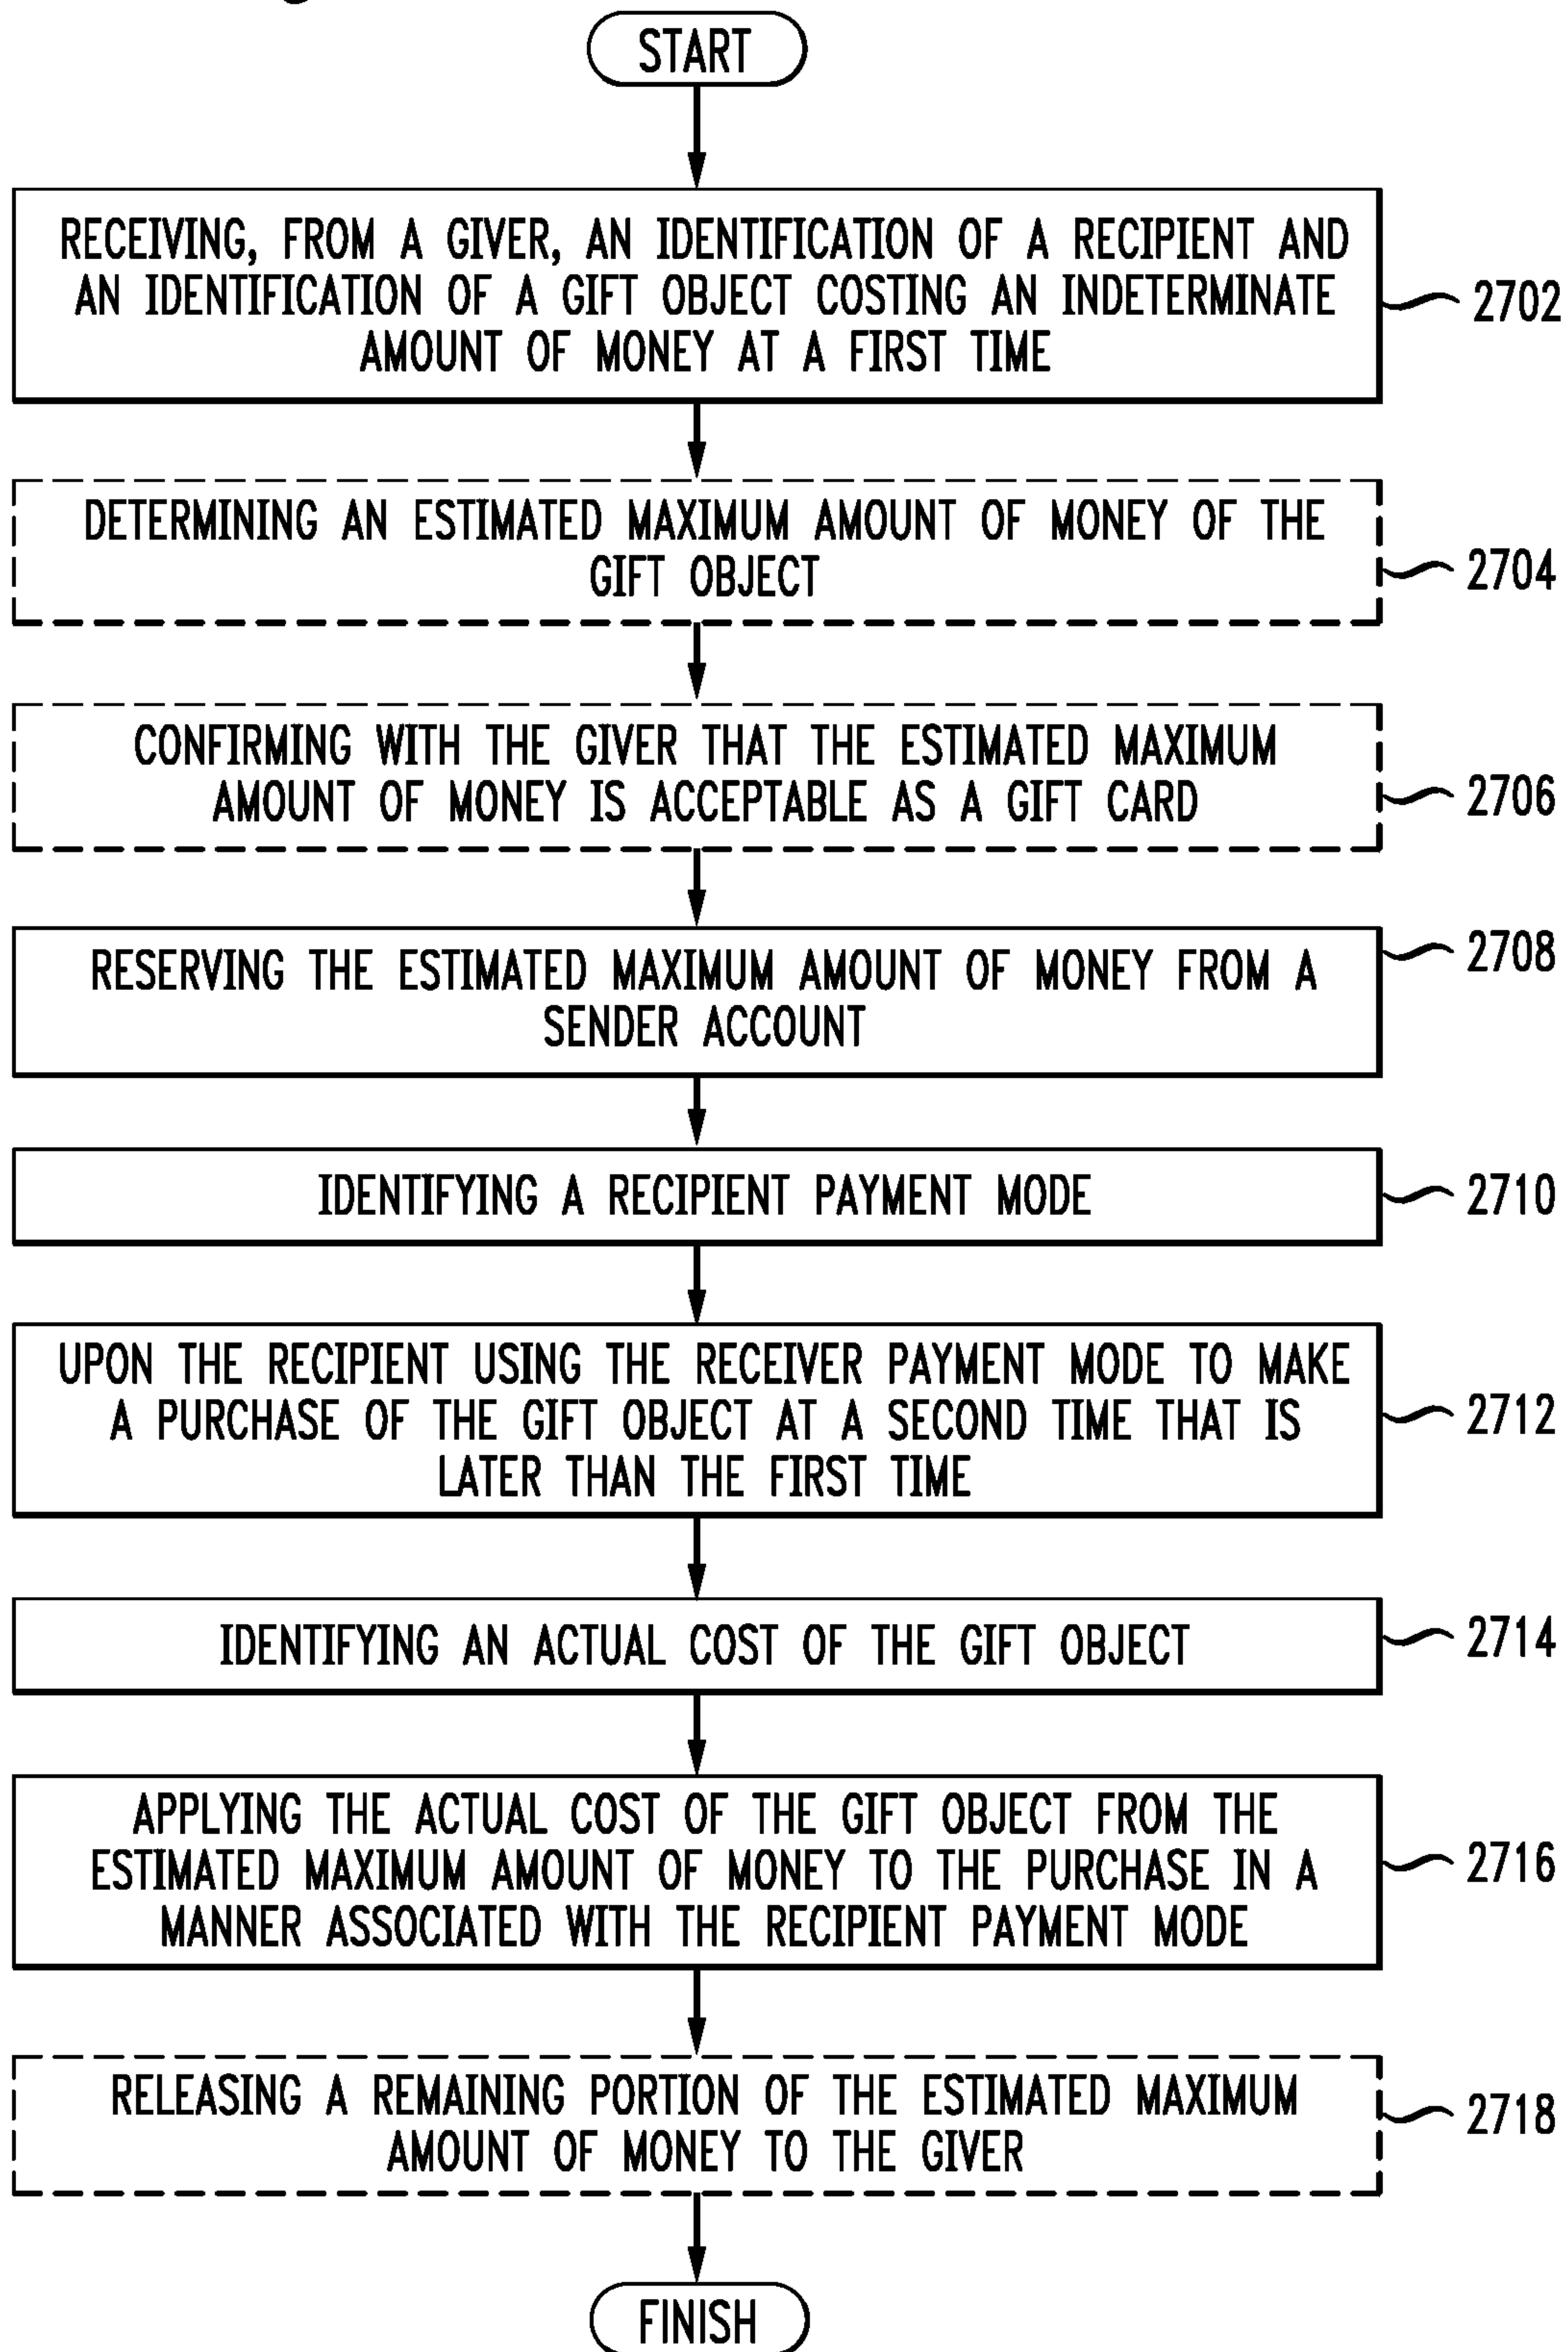 START
RECEIVING, FROM A GIVER, AN IDENTIFICATION OF A RECIPIENT AND
AN IDENTIFICATION OF A GIFT OBJECT COSTING AN INDETERMINATE
AMOUNT OF MONEY AT A FIRST TIME
2702
DETERMINING AN ESTIMATED MAXIMUM AMOUNT OF MONEY OF THE
GIFT OBJECT
2704
CONFIRMING WITH THE GIVER THAT THE ESTIMATED MAXIMUM
AMOUNT OF MONEY IS ACCEPTABLE AS A GIFT CARD
2706
RESERVING THE ESTIMATED MAXIMUM AMOUNT OF MONEY FROM A
SENDER ACCOUNT
2708
IDENTIFYING A RECIPIENT PAYMENT MODE
2710
UPON THE RECIPIENT USING THE RECEIVER PAYMENT MODE TO MAKE
A PURCHASE OF THE GIFT OBJECT AT A SECOND TIME THAT IS
LATER THAN THE FIRST TIME
2712
IDENTIFYING AN ACTUAL COST OF THE GIFT OBJECT
2714
APPLYING THE ACTUAL COST OF THE GIFT OBJECT FROM THE
ESTIMATED MAXIMUM AMOUNT OF MONEY TO THE PURCHASE IN A
MANNER ASSOCIATED WITH THE RECIPIENT PAYMENT MODE
2716
RELEASING A REMAINING PORTION OF THE ESTIMATED MAXIMUM
AMOUNT OF MONEY TO THE GIVER
2718
FINISH